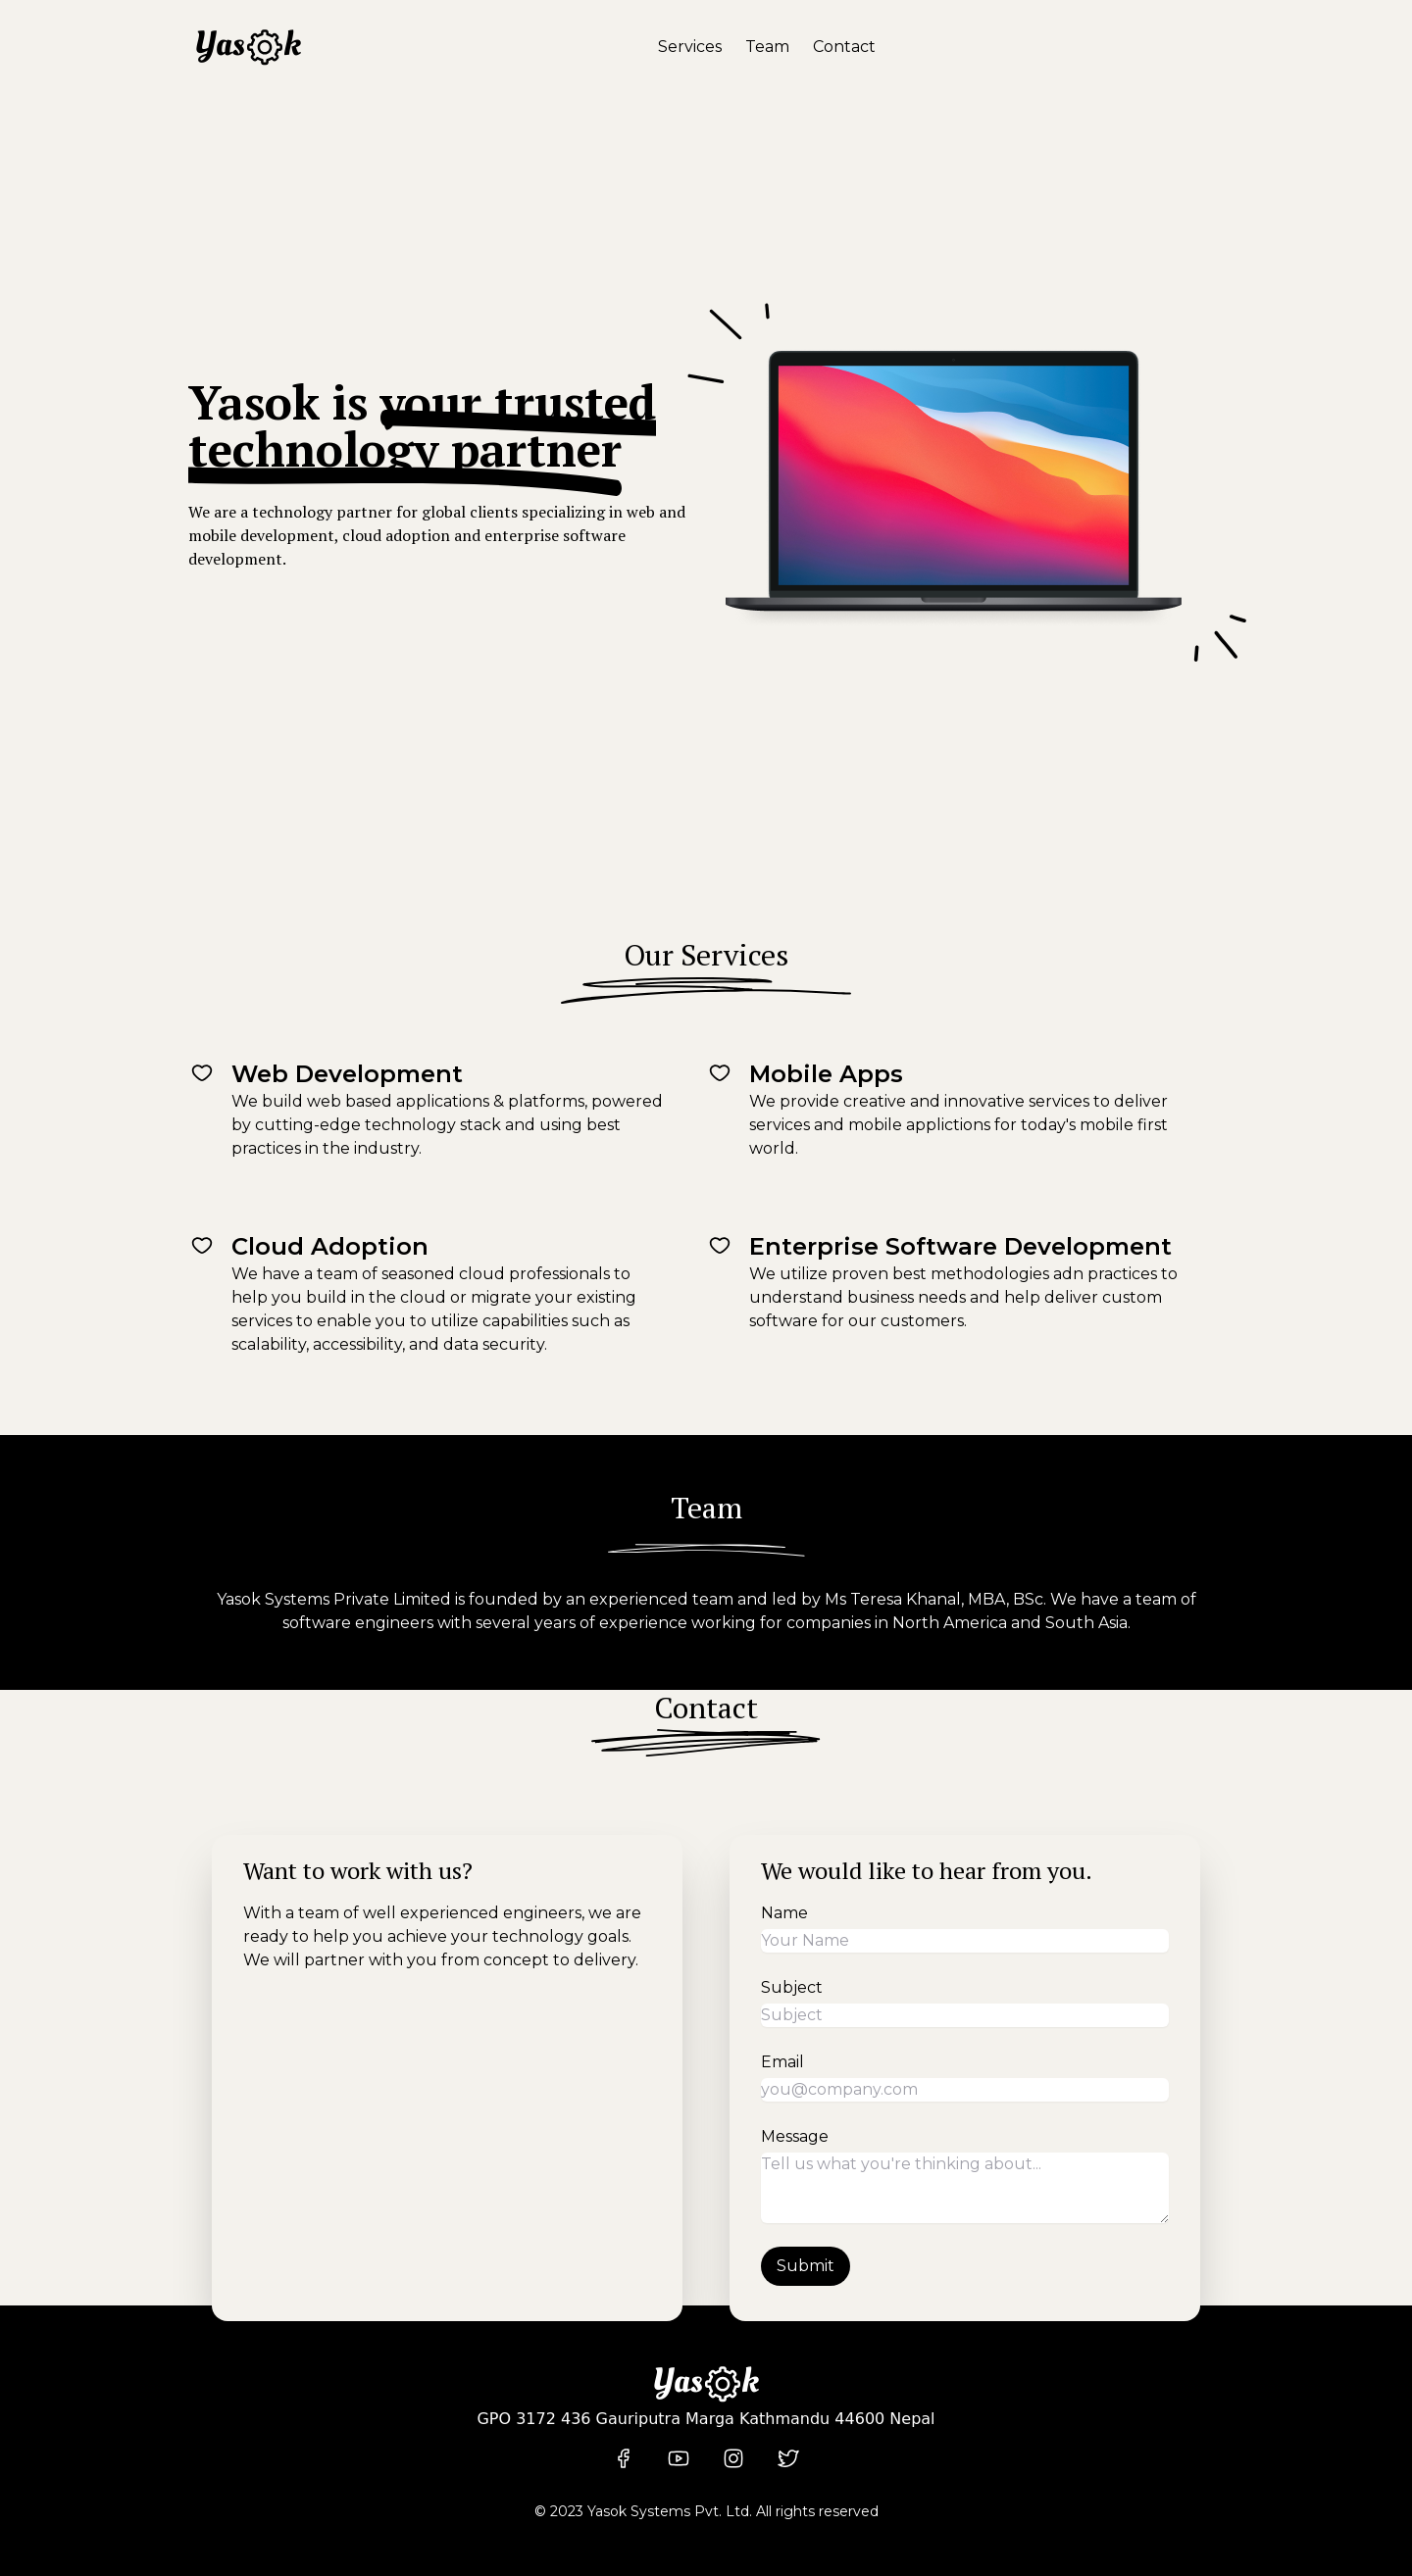 Yasok
Services Team Contact
Yasok is your trusted
technology partner
We are a technology partner for global clients specializing in web and
mobile development, cloud adoption and enterprise software
development.
Our Services
Web Development
We build web based applications & platforms, powered
by cutting-edge technology stack and using best
practices in the industry.
Mobile Apps
We provide creative and innovative services to deliver
services and mobile applictions for today's mobile first
world.
Cloud Adoption
We have a team of seasoned cloud professionals to
help you build in the cloud or migrate your existing
services to enable you to utilize capabilities such as
scalability, accessibility, and data security.
Enterprise Software Development
We utilize proven best methodologies adn practices to
understand business needs and help deliver custom
software for our customers.
Team
Yasok Systems Private Limited is founded by an experienced team and led by Ms Teresa Khanal, MBA, BSc. We have a team of
software engineers with several years of experience working for companies in North America and South Asia.
Contact
Want to work with us?
With a team of well experienced engineers, we are
ready to help you achieve your technology goals.
We will partner with you from concept to delivery.
We would like to hear from you.
Name
Your Name
Subject
Subject
Email
you@company.com
Message
Tell us what you're thinking about...
Submit
Yasok
GPO 3172 436 Gauriputra Marga Kathmandu 44600 Nepal
© 2023 Yasok Systems Pvt. Ltd. All rights reserved